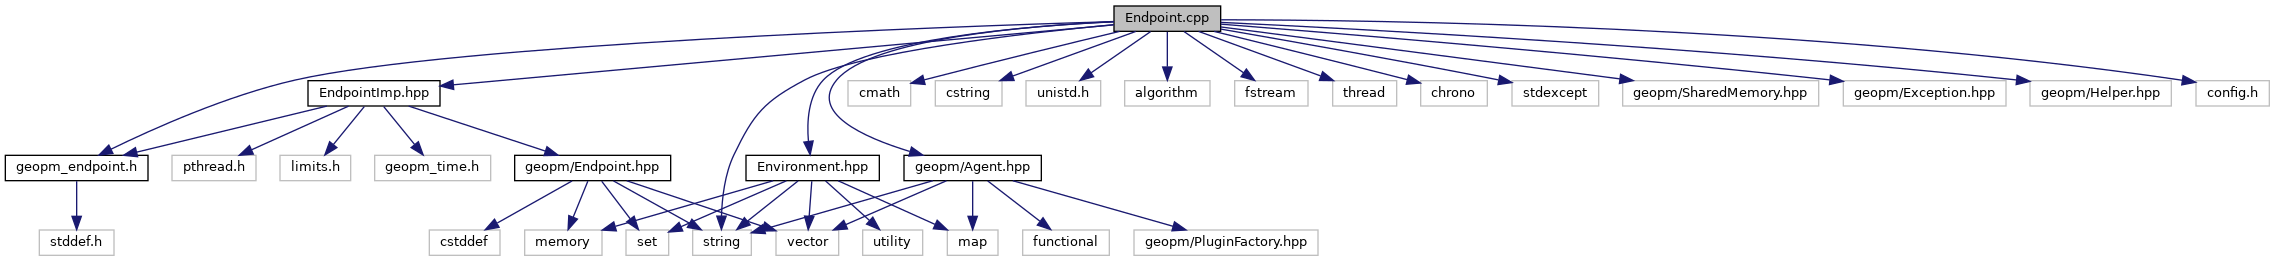 Endpoint.cpp
EndpointImp.hpp
cmath
cstring
unistd.h
algorithm
fstream
thread
chrono
stdexcept
geopm/SharedMemory.hpp
geopm/Exception.hpp
geopm/Helper.hpp
config.h
geopm_endpoint.h
pthread.h
limits.h
geopm_time.h
geopm/Endpoint.hpp
Environment.hpp
geopm/Agent.hpp
stddef.h
cstddef
memory
set
string
vector
utility
map
functional
geopm/PluginFactory.hpp